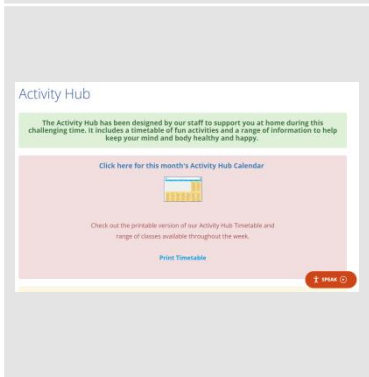 Activity Hub
The Activity Hub has been designed by our staff to support you at home during this
challenging time. It includes a timetable of fun activities and a range of information to help
keep your mind and body healthy and happy.
Click here for this month's Activity Hub Calendar
Check out the printable version of our Activity Hub Timetable and
range of classes available throughout the week.
Print Timetable
SPEAK